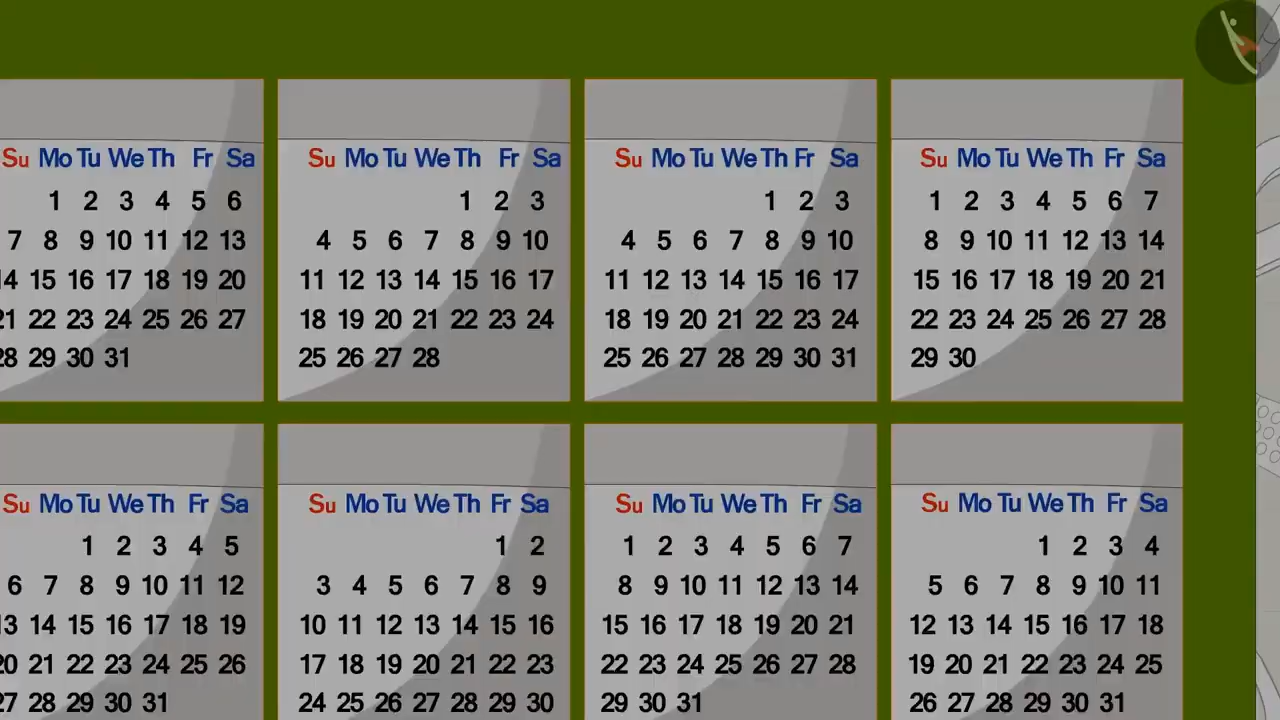 Su Mo Tu We Th Fr Sa
1 2 3 4 5 6
7 8 9 10 11 12 13
14 15 16 17 18 19 20
21 22 23 24 25 26 27
28 29 30 31
Su Mo Tu We Th Fr Sa
1 2 3
4 5 6 7 8 9 10
11 12 13 14 15 16 17
18 19 20 21 22 23 24
25 26 27 28
Su Mo Tu We Th Fr Sa
1 2 3
4 5 6 7 8 9 10
11 12 13 14 15 16 17
18 19 20 21 22 23 24
25 26 27 28 29 30 31
Su Mo Tu We Th Fr Sa
1 2 3 4 5 6 7
8 9 10 11 12 13 14
15 16 17 18 19 20 21
22 23 24 25 26 27 28
29 30
Su Mo Tu We Th Fr Sa
1 2 3 4 5
6 7 8 9 10 11 12
13 14 15 16 17 18 19
20 21 22 23 24 25 26
27 28 29 30 31
Su Mo Tu We Th Fr Sa
1 2
3 4 5 6 7 8 9
10 11 12 13 14 15 16
17 18 19 20 21 22 23
24 25 26 27 28 29 30
Su Mo Tu We Th Fr Sa
1 2 3 4 5 6 7
8 9 10 11 12 13 14
15 16 17 18 19 20 21
22 23 24 25 26 27 28
29 30 31
Su Mo Tu We Th Fr Sa
1 2 3 4
5 6 7 8 9 10 11
12 13 14 15 16 17 18
19 20 21 22 23 24 25
26 27 28 29 30 31